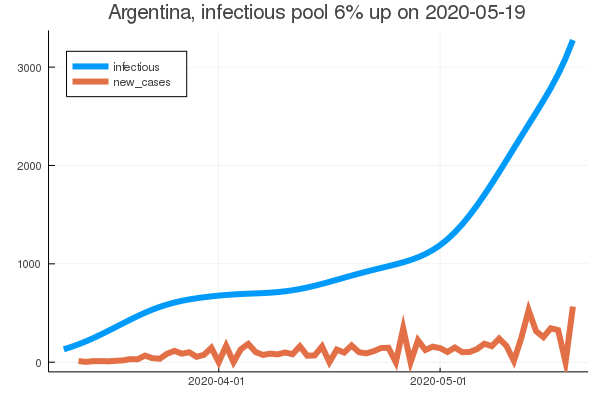 Argentina, infectious pool 6% up on 2020-05-19
infectious
new_cases
3000
2000
1000
0
2020-04-01
2020-05-01